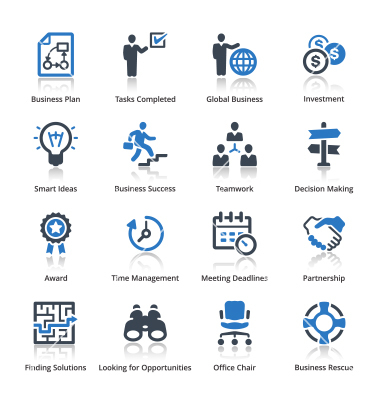 Business Plan
Tasks Completed
Global Business
Investment
Smart Ideas
Business Success
Teamwork
Decision Making
Award
Time Management
Meeting Deadlines
Partnership
Finding Solutions
Looking for Opportunities
Office Chair
Business Rescue